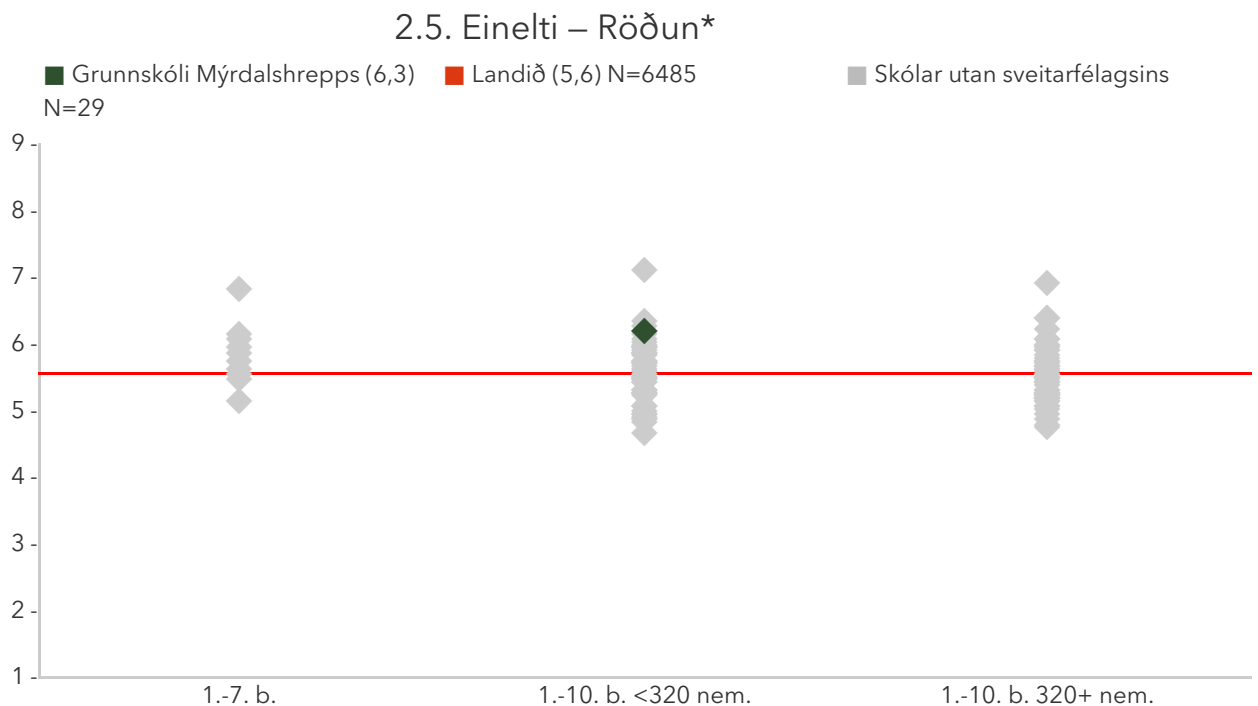 2.5. Einelti – Röðun*
Grunnskóli Mýrdalshrepps (6,3) Landið (5,6) N=6485 Skólar utan sveitarfélagsins
N=29
9
8
7
6
5
4
3
2
1
1.-7. b. 1.-10. b. <320 nem. 1.-10. b. 320+ nem.